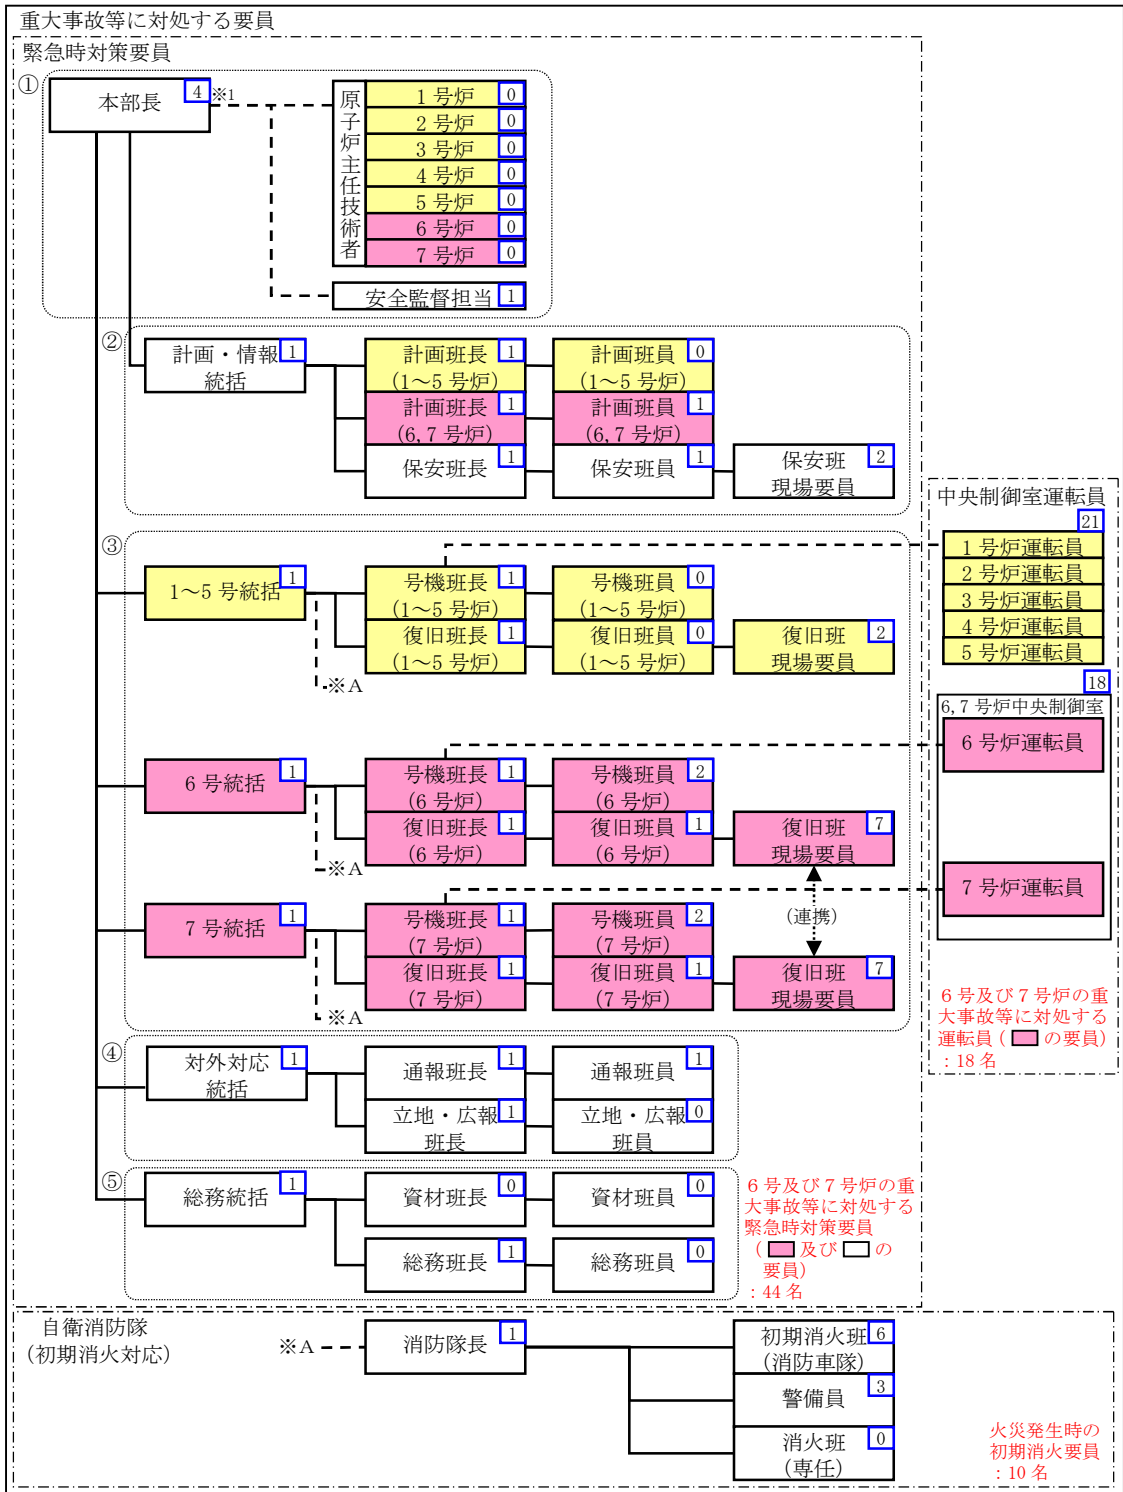 重大事故等に対処する要員
緊急時対策要員
①
本部長
4
※1
原子炉主任技術者
1 号炉
0
2 号炉
0
3 号炉
0
4 号炉
0
5 号炉
0
6 号炉
0
7 号炉
0
安全監督担当
1
②
計画・情報
統括
1
計画班長
(1～5 号炉)
1
計画班員
(1～5 号炉)
0
計画班長
(6,7 号炉)
1
計画班員
(6,7 号炉)
1
保安班長
1
保安班員
1
保安班
現場要員
2
③
1～5 号統括
1
※A
号機班長
(1～5 号炉)
1
号機班員
(1～5 号炉)
0
復旧班長
(1～5 号炉)
1
復旧班員
(1～5 号炉)
0
復旧班
現場要員
2
6 号統括
1
※A
号機班長
(6 号炉)
1
号機班員
(6 号炉)
2
復旧班長
(6 号炉)
1
復旧班員
(6 号炉)
1
復旧班
現場要員
7
(連携)
7 号統括
1
※A
号機班長
(7 号炉)
1
号機班員
(7 号炉)
2
復旧班長
(7 号炉)
1
復旧班員
(7 号炉)
1
復旧班
現場要員
7
中央制御室運転員
21
1 号炉運転員
2 号炉運転員
3 号炉運転員
4 号炉運転員
5 号炉運転員
18
6,7 号炉中央制御室
6 号炉運転員
7 号炉運転員
6 号及び 7 号炉の重
大事故等に対処する
運転員( の要員)
: 18 名
④
対外対応
統括
1
通報班長
1
通報班員
1
立地・広報
班長
1
立地・広報
班員
0
⑤
総務統括
1
資材班長
0
資材班員
0
総務班長
1
総務班員
0
6 号及び 7 号炉の重
大事故等に対処する
緊急時対策要員
( 及び の
要員)
: 44 名
自衛消防隊
(初期消火対応)
※A
消防隊長
1
初期消火班
(消防車隊)
6
警備員
3
消火班
(専任)
0
火災発生時の
初期消火要員
: 10 名